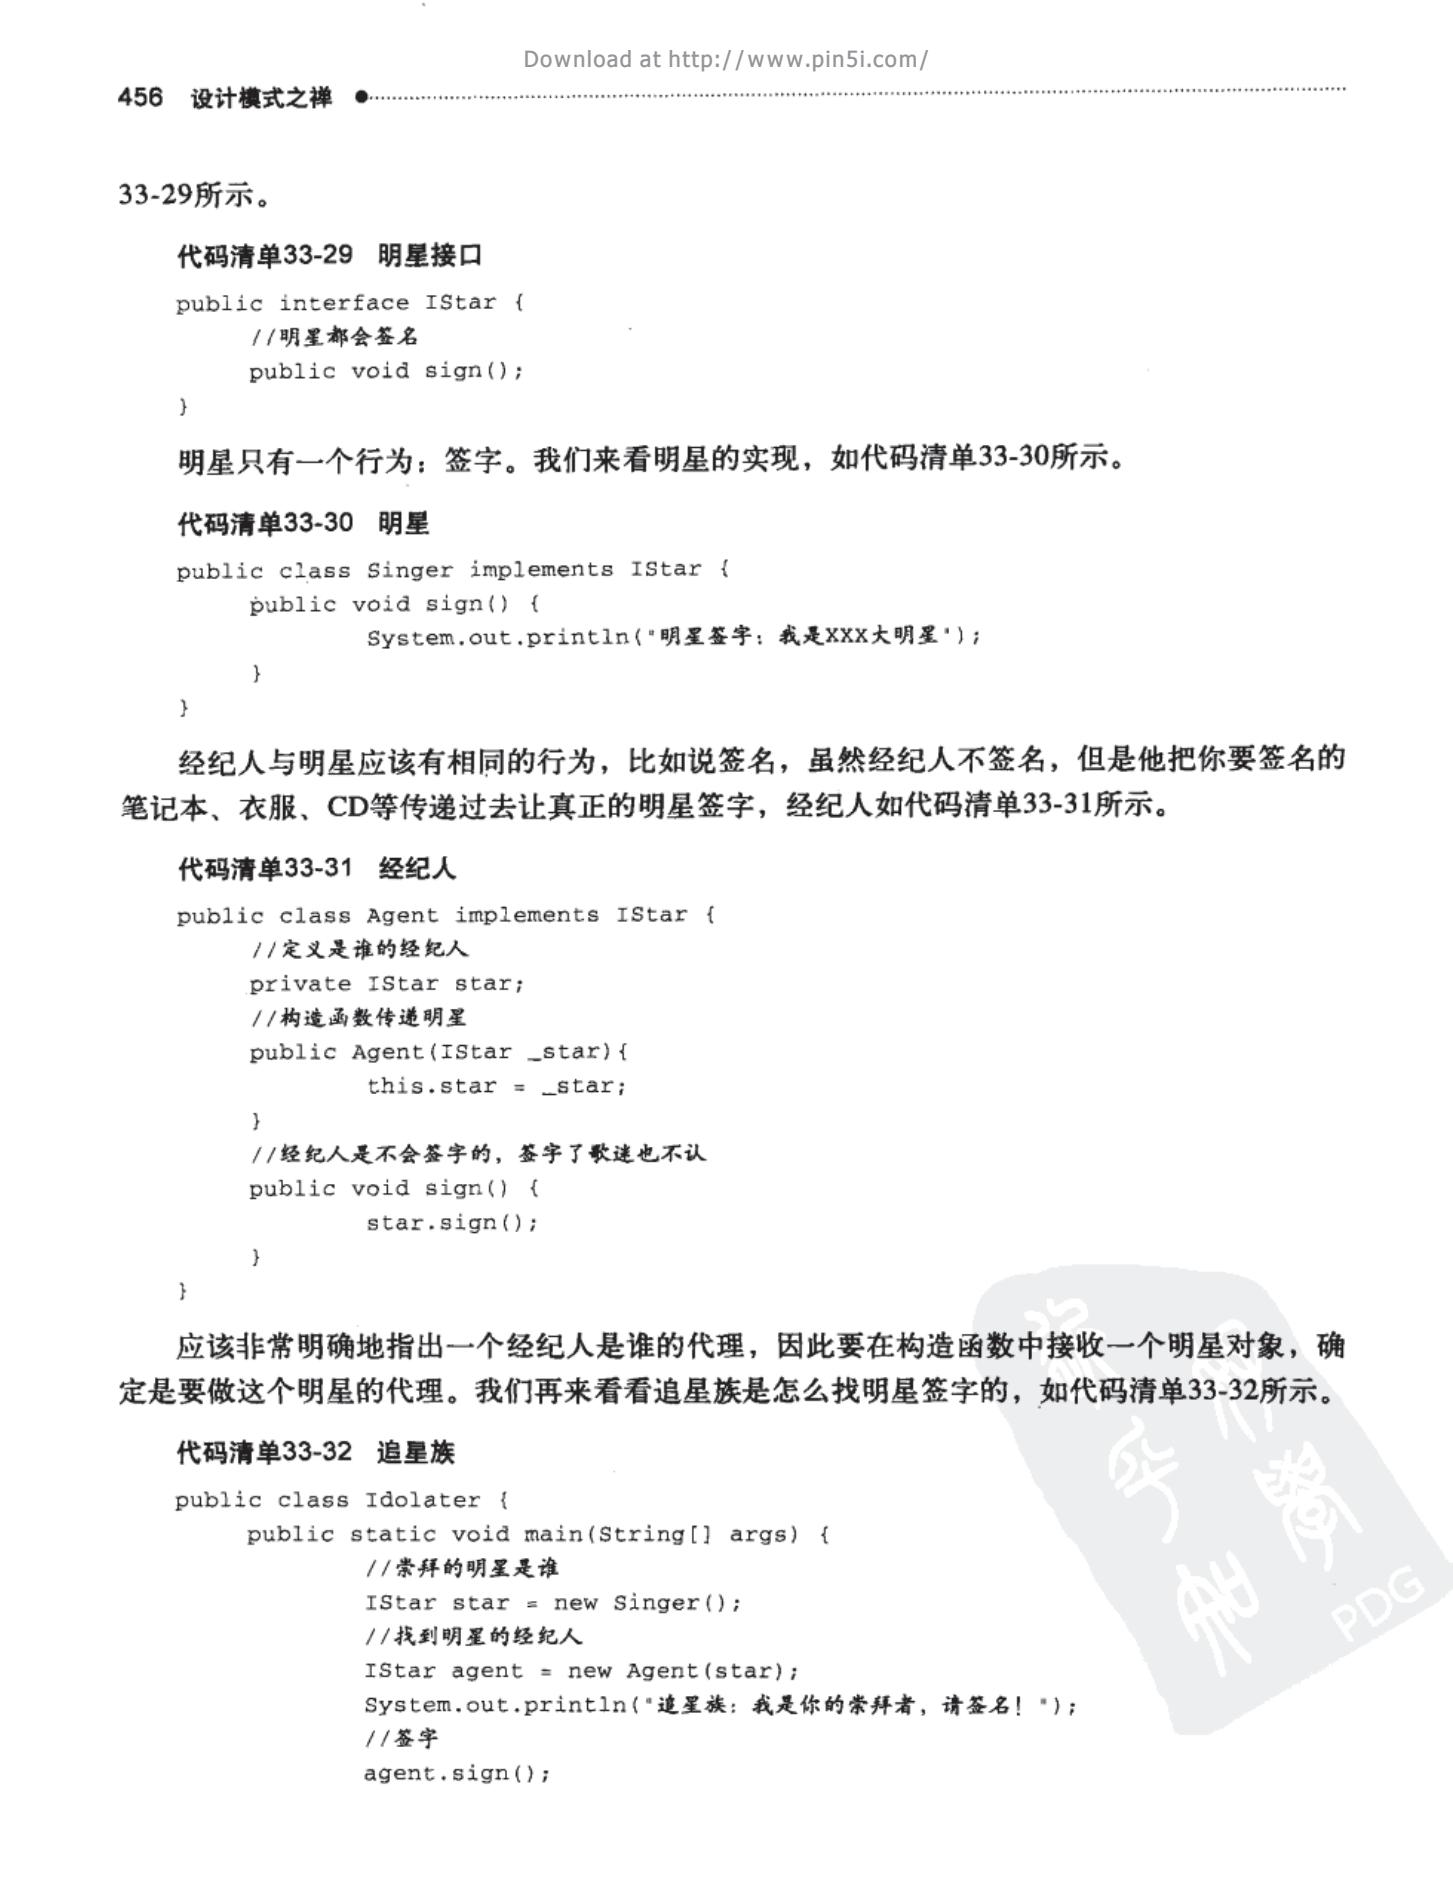 Download at http://www.pin5i.com/
456 设计模式之禅
33-29所示。
代码清单33-29 明星接口
public interface IStar {
//明星都会签名
public void sign();
}
明星只有一个行为：签字。我们来看明星的实现，如代码清单33-30所示。
代码清单33-30 明星
public class Singer implements IStar {
public void sign() {
System.out.println("明星签字：我是XXX大明星");
}
}
经纪人与明星应该有相同的行为，比如说签名，虽然经纪人不签名，但是他把你要签名的
笔记本、衣服、CD等传递过去让真正的明星签字，经纪人如代码清单33-31所示。
代码清单33-31 经纪人
public class Agent implements IStar {
//定义是谁的经纪人
private IStar star;
//构造函数传递明星
public Agent(IStar _star){
this.star = _star;
}
//经纪人是不会签字的，签字了歌迷也不认
public void sign() {
star.sign();
}
}
应该非常明确地指出一个经纪人是谁的代理，因此要在构造函数中接收一个明星对象，确
定是要做这个明星的代理。我们再来看看追星族是怎么找明星签字的，如代码清单33-32所示。
代码清单33-32 追星族
public class Idolater {
public static void main(String[] args) {
//崇拜的明星是谁
IStar star = new Singer();
//找到明星的经纪人
IStar agent = new Agent(star);
System.out.println("追星族：我是你的崇拜者，请签名！");
//签字
agent.sign();
PDG